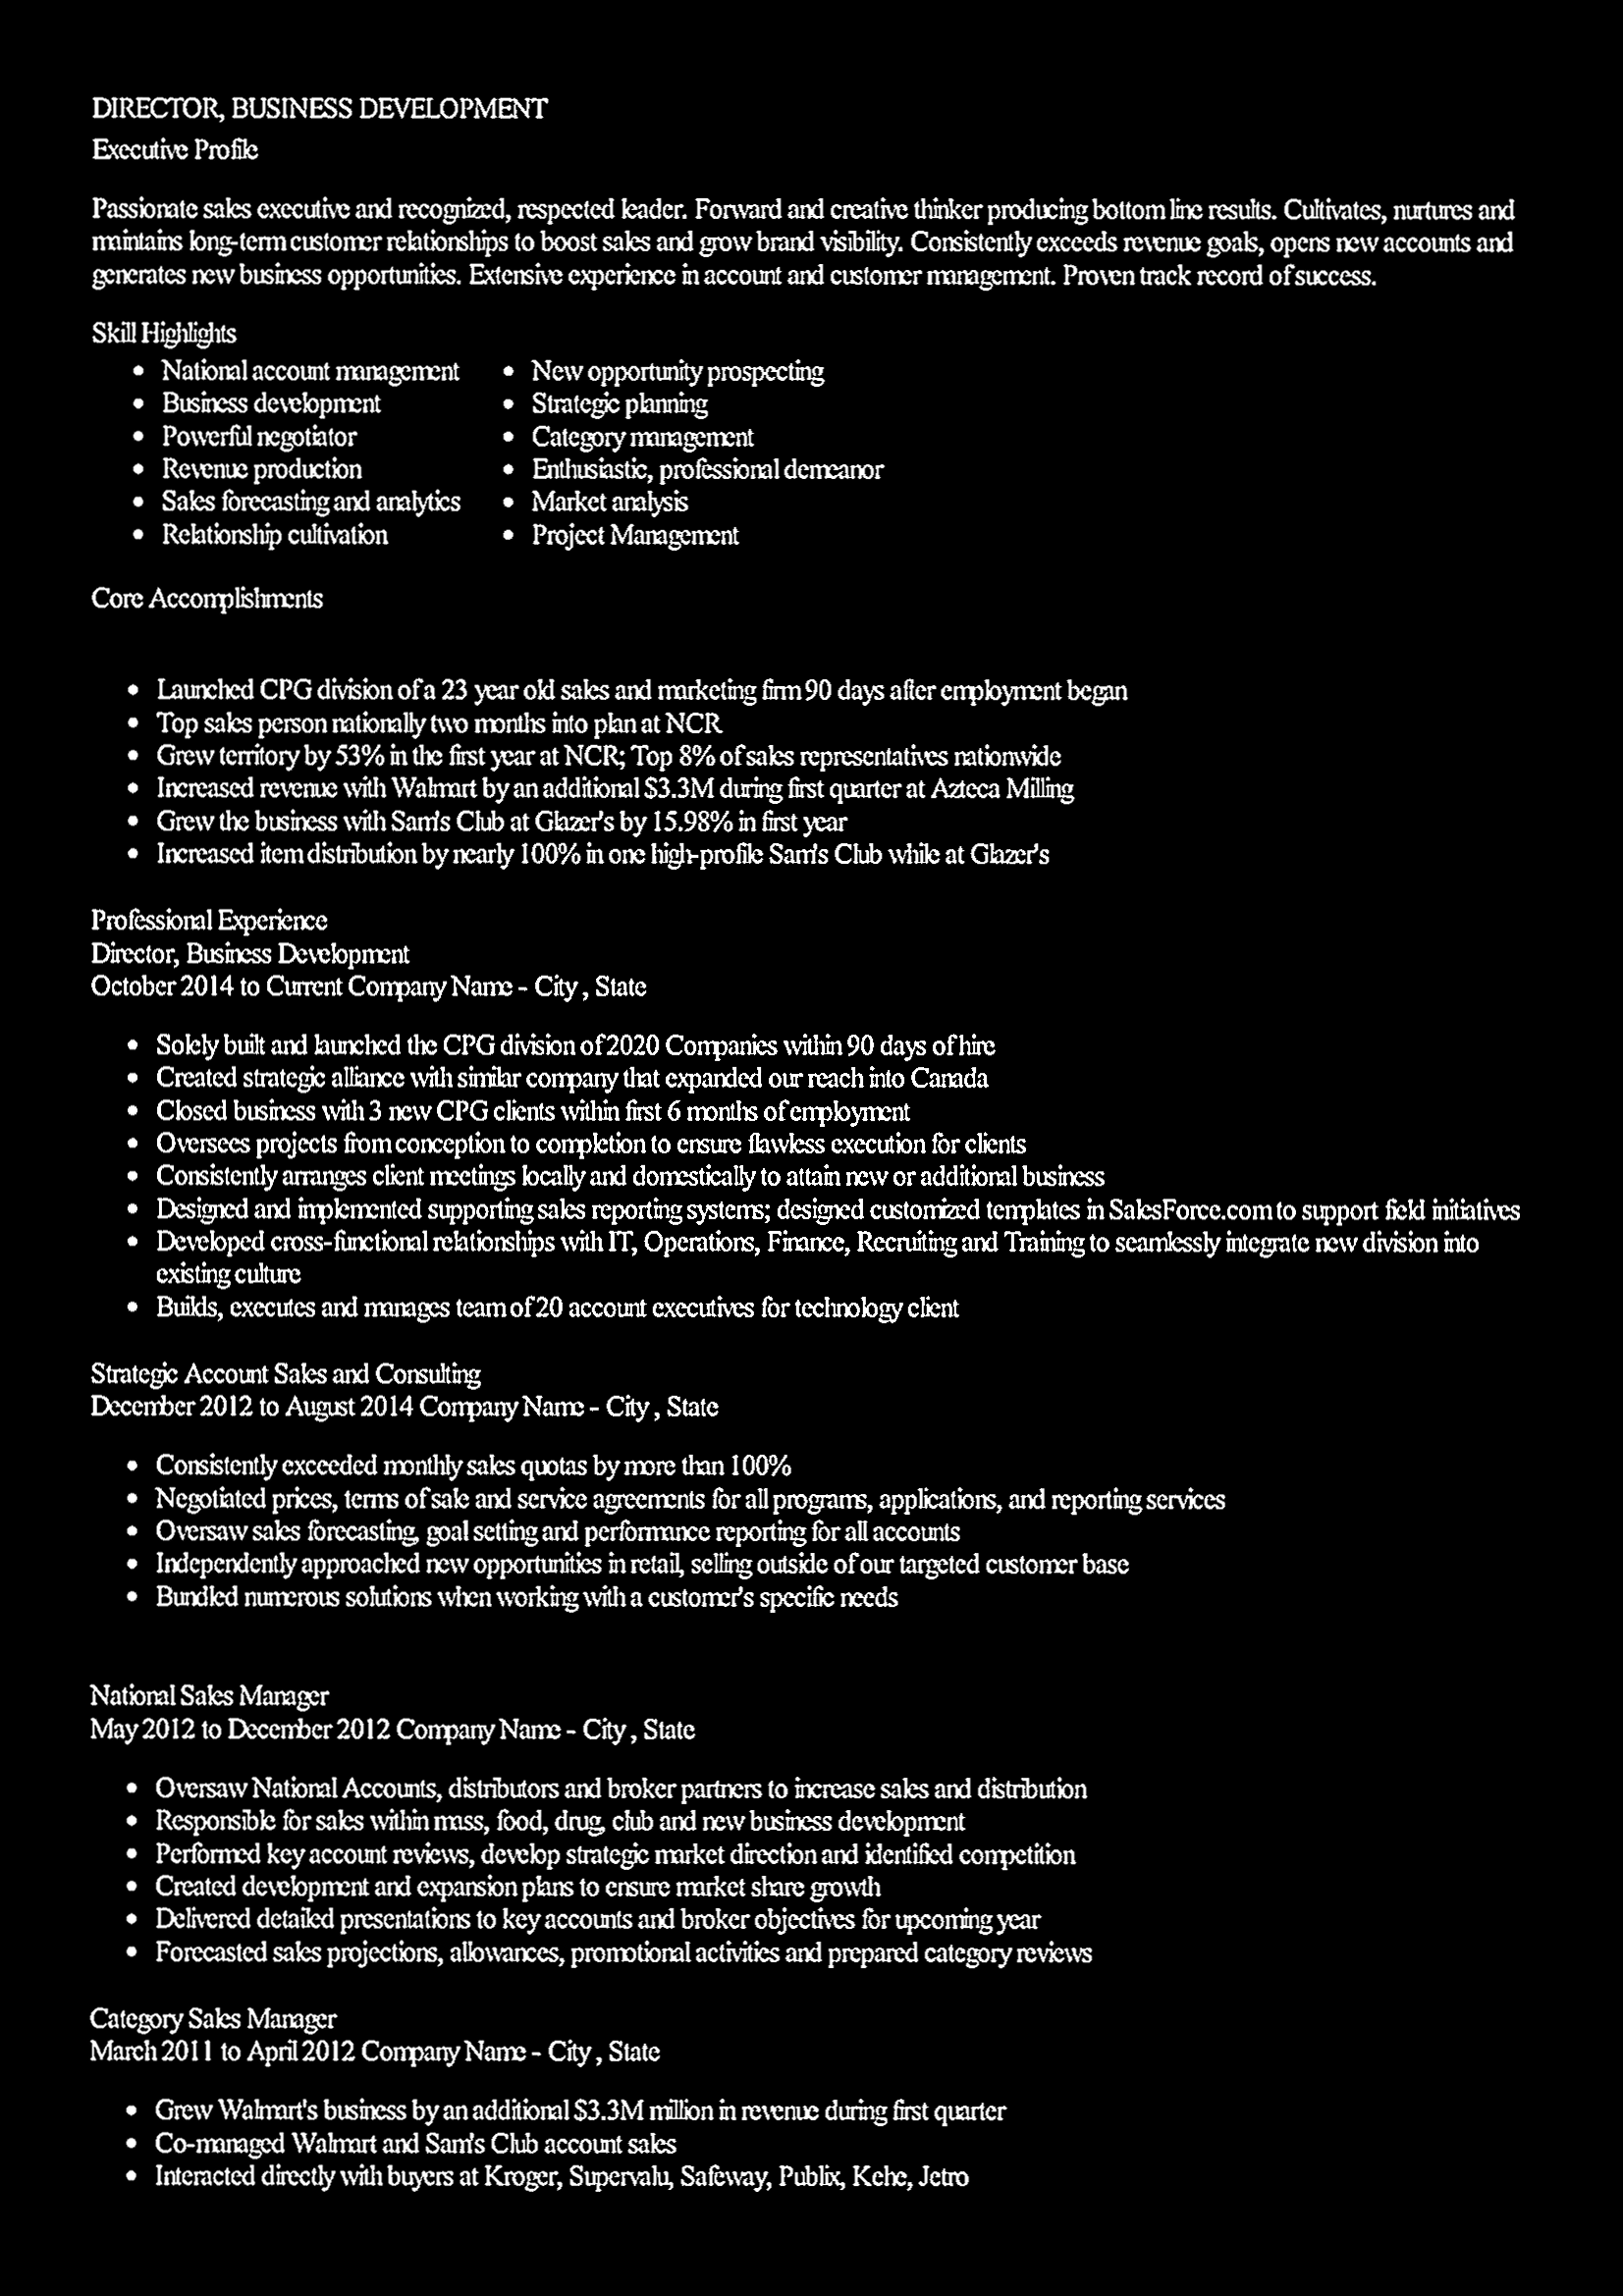 DIRECTOR, BUSINESS DEVELOPMENT
Executive Profile
Passionate sales executive and recognized, respected leader. Forward and creative thinker producing bottom line results. Cultivates, nurtures and
maintains long-term customer relationships to boost sales and grow brand visibility. Consistently exceeds revenue goals, opens new accounts and
generates new business opportunities. Extensive experience in account and customer management. Proven track record of success.
Skill Highlights
• National account management
• Business development
• Powerful negotiator
• Revenue production
• Sales forecasting and analytics
• Relationship cultivation
• New opportunity prospecting
• Strategic planning
• Category management
• Enthusiastic, professional demeanor
• Market analysis
• Project Management
Core Accomplishments
• Launched CPG division of a 23 year old sales and marketing firm 90 days after employment began
• Top sales person nationally two months into plan at NCR
• Grew territory by 53% in the first year at NCR; Top 8% of sales representatives nationwide
• Increased revenue with Walmart by an additional $3.3M during first quarter at Azteca Milling
• Grew the business with Sam's Club at Glazer's by 15.98% in first year
• Increased item distribution by nearly 100% in one high-profile Sam's Club while at Glazer's
Professional Experience
Director, Business Development
October 2014 to Current Company Name - City , State
• Solely built and launched the CPG division of 2020 Companies within 90 days of hire
• Created strategic alliance with similar company that expanded our reach into Canada
• Closed business with 3 new CPG clients within first 6 months of employment
• Oversees projects from conception to completion to ensure flawless execution for clients
• Consistently arranges client meetings locally and domestically to attain new or additional business
• Designed and implemented supporting sales reporting systems; designed customized templates in SalesForce.com to support field initiatives
• Developed cross-functional relationships with IT, Operations, Finance, Recruiting and Training to seamlessly integrate new division into
existing culture
• Builds, executes and manages team of 20 account executives for technology client
Strategic Account Sales and Consulting
December 2012 to August 2014 Company Name - City , State
• Consistently exceeded monthly sales quotas by more than 100%
• Negotiated prices, terms of sale and service agreements for all programs, applications, and reporting services
• Oversaw sales forecasting, goal setting and performance reporting for all accounts
• Independently approached new opportunities in retail, selling outside of our targeted customer base
• Bundled numerous solutions when working with a customer's specific needs
National Sales Manager
May 2012 to December 2012 Company Name - City , State
• Oversaw National Accounts, distributors and broker partners to increase sales and distribution
• Responsible for sales within mass, food, drug, club and new business development
• Performed key account reviews, develop strategic market direction and identified competition
• Created development and expansion plans to ensure market share growth
• Delivered detailed presentations to key accounts and broker objectives for upcoming year
• Forecasted sales projections, allowances, promotional activities and prepared category reviews
Category Sales Manager
March 2011 to April 2012 Company Name - City , State
• Grew Walmart's business by an additional $3.3M million in revenue during first quarter
• Co-managed Walmart and Sam's Club account sales
• Interacted directly with buyers at Kroger, Supervalu, Safeway, Publix, Kehe, Jetro